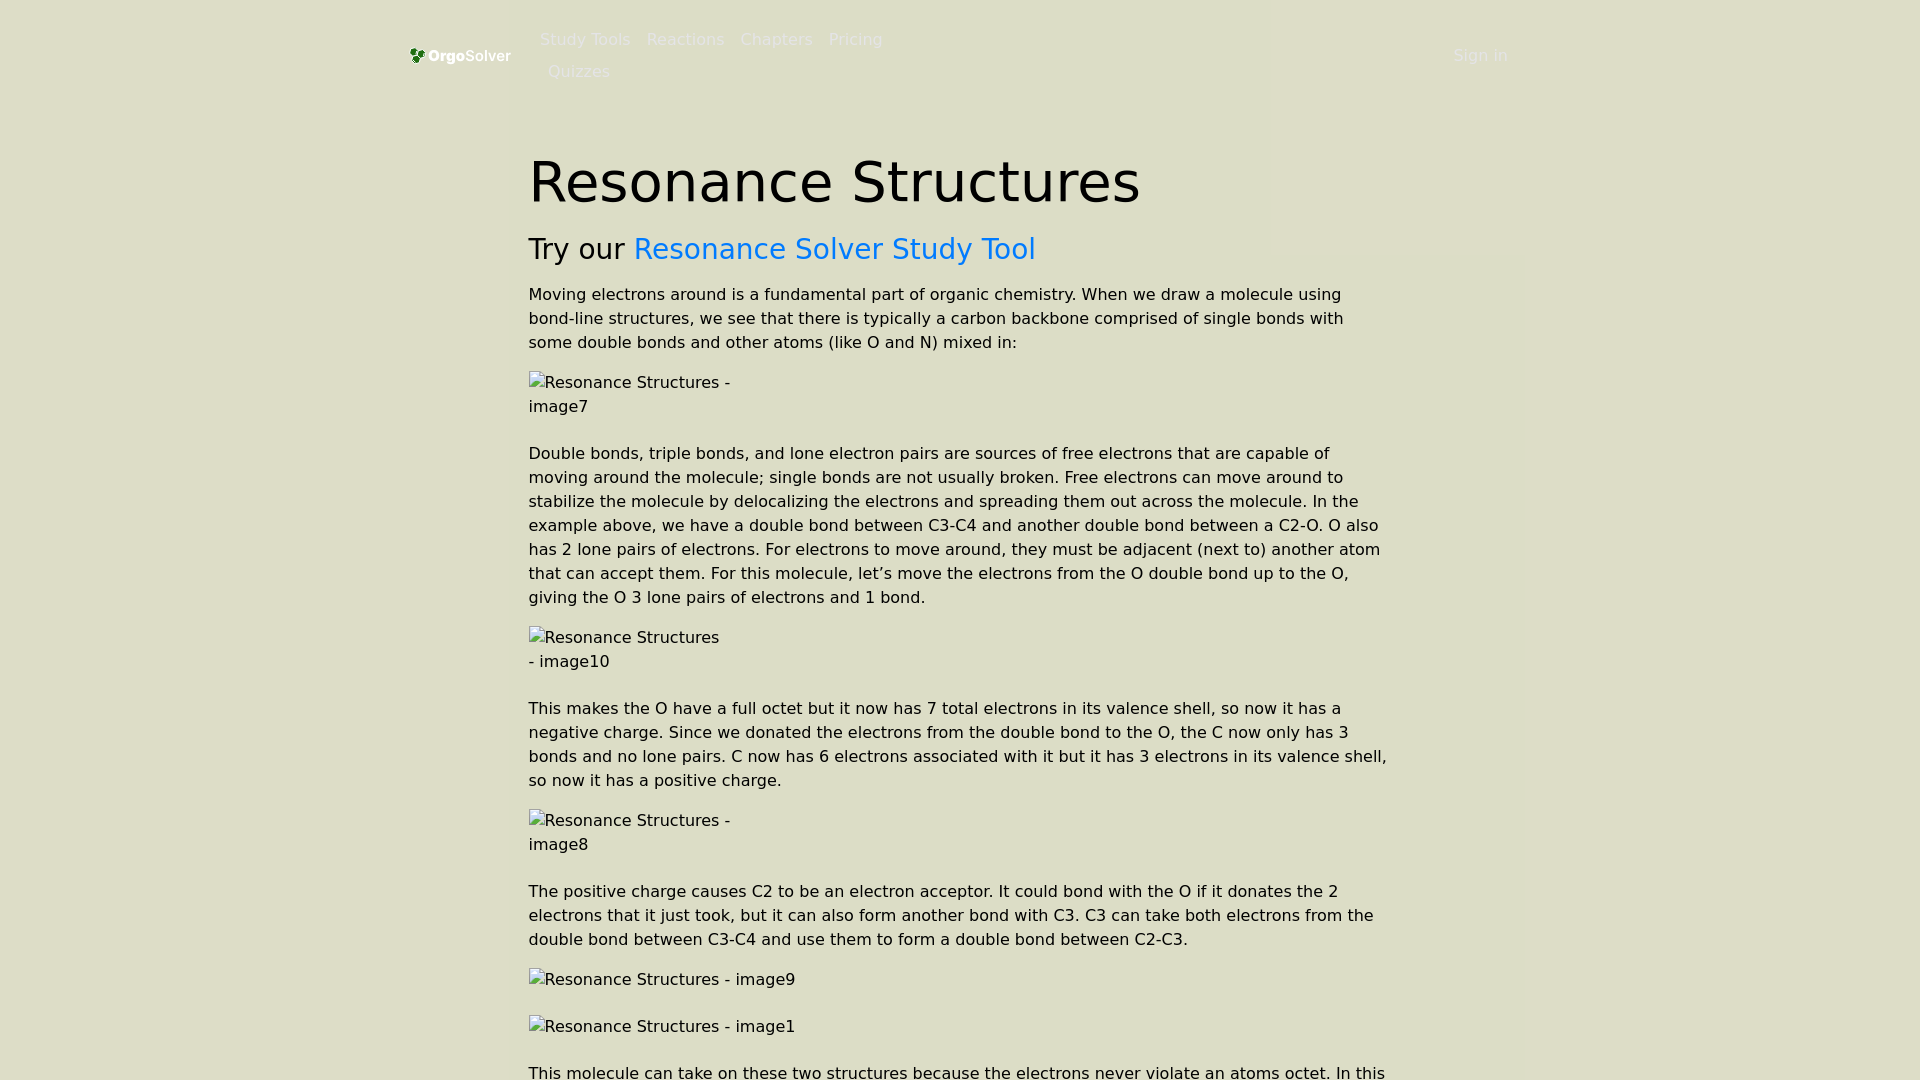 OrgoSolver
Study Tools Reactions Chapters Pricing
Quizzes
Sign in
Resonance Structures
Try our Resonance Solver Study Tool
Moving electrons around is a fundamental part of organic chemistry. When we draw a molecule using
bond-line structures, we see that there is typically a carbon backbone comprised of single bonds with
some double bonds and other atoms (like O and N) mixed in:
Resonance Structures -
image7
Double bonds, triple bonds, and lone electron pairs are sources of free electrons that are capable of
moving around the molecule; single bonds are not usually broken. Free electrons can move around to
stabilize the molecule by delocalizing the electrons and spreading them out across the molecule. In the
example above, we have a double bond between C3-C4 and another double bond between a C2-O. O also
has 2 lone pairs of electrons. For electrons to move around, they must be adjacent (next to) another atom
that can accept them. For this molecule, let’s move the electrons from the O double bond up to the O,
giving the O 3 lone pairs of electrons and 1 bond.
Resonance Structures
- image10
This makes the O have a full octet but it now has 7 total electrons in its valence shell, so now it has a
negative charge. Since we donated the electrons from the double bond to the O, the C now only has 3
bonds and no lone pairs. C now has 6 electrons associated with it but it has 3 electrons in its valence shell,
so now it has a positive charge.
Resonance Structures -
image8
The positive charge causes C2 to be an electron acceptor. It could bond with the O if it donates the 2
electrons that it just took, but it can also form another bond with C3. C3 can take both electrons from the
double bond between C3-C4 and use them to form a double bond between C2-C3.
Resonance Structures - image9
Resonance Structures - image1
This molecule can take on these two structures because the electrons never violate an atoms octet. In this